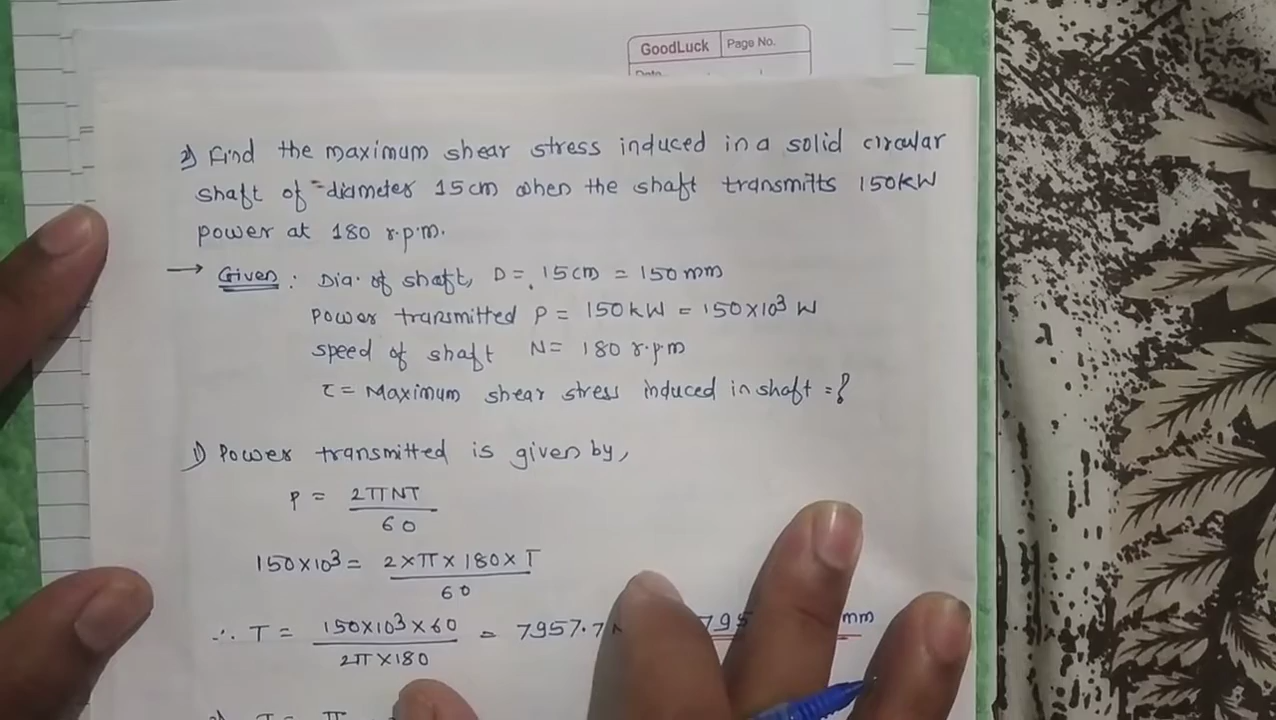 GoodLuck Page No.
Date
2) Find the maximum shear stress induced in a solid circular
shaft of diameter 15cm when the shaft transmits 150kW
power at 180 r.p.m.
→ Given : Dia. of shaft, D = 15cm = 150mm
Power transmitted P = 150kW = 150×10³ W
speed of shaft N = 180 r.p.m
τ = Maximum shear stress induced in shaft = ?
1) Power transmitted is given by,
P = 2πNT / 60
150×10³ = 2×π×180×T / 60
∴ T = 150×10³×60 / 2π×180 = 7957.7 795 mm